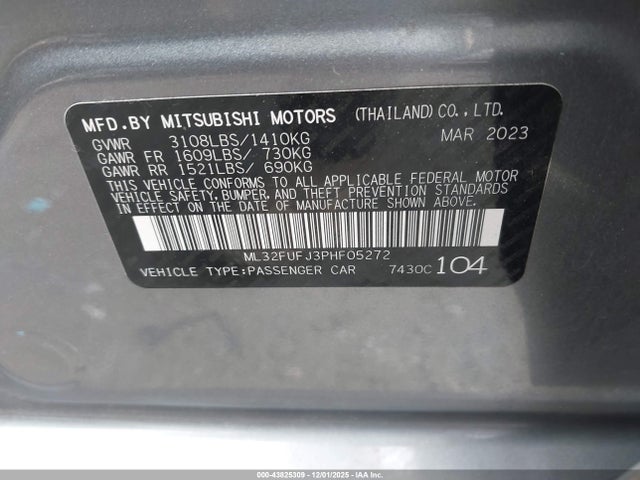 MFD.BY MITSUBISHI MOTORS (THAILAND)CO.,LTD.
GVWR 3108LBS/1410KG MAR 2023
GAWR FR 1609LBS/ 730KG
GAWR RR 1521LBS/ 690KG
THIS VEHICLE CONFORMS TO ALL APPLICABLE FEDERAL MOTOR
VEHICLE SAFETY, BUMPER, AND THEFT PREVENTION STANDARDS
IN EFFECT ON THE DATE OF MANUFACTURE SHOWN ABOVE.
ML32FUFJ3PHF05272
VEHICLE TYPE:PASSENGER CAR 7430C 104
000-43825309 - 12/01/2025 - IAA Inc.